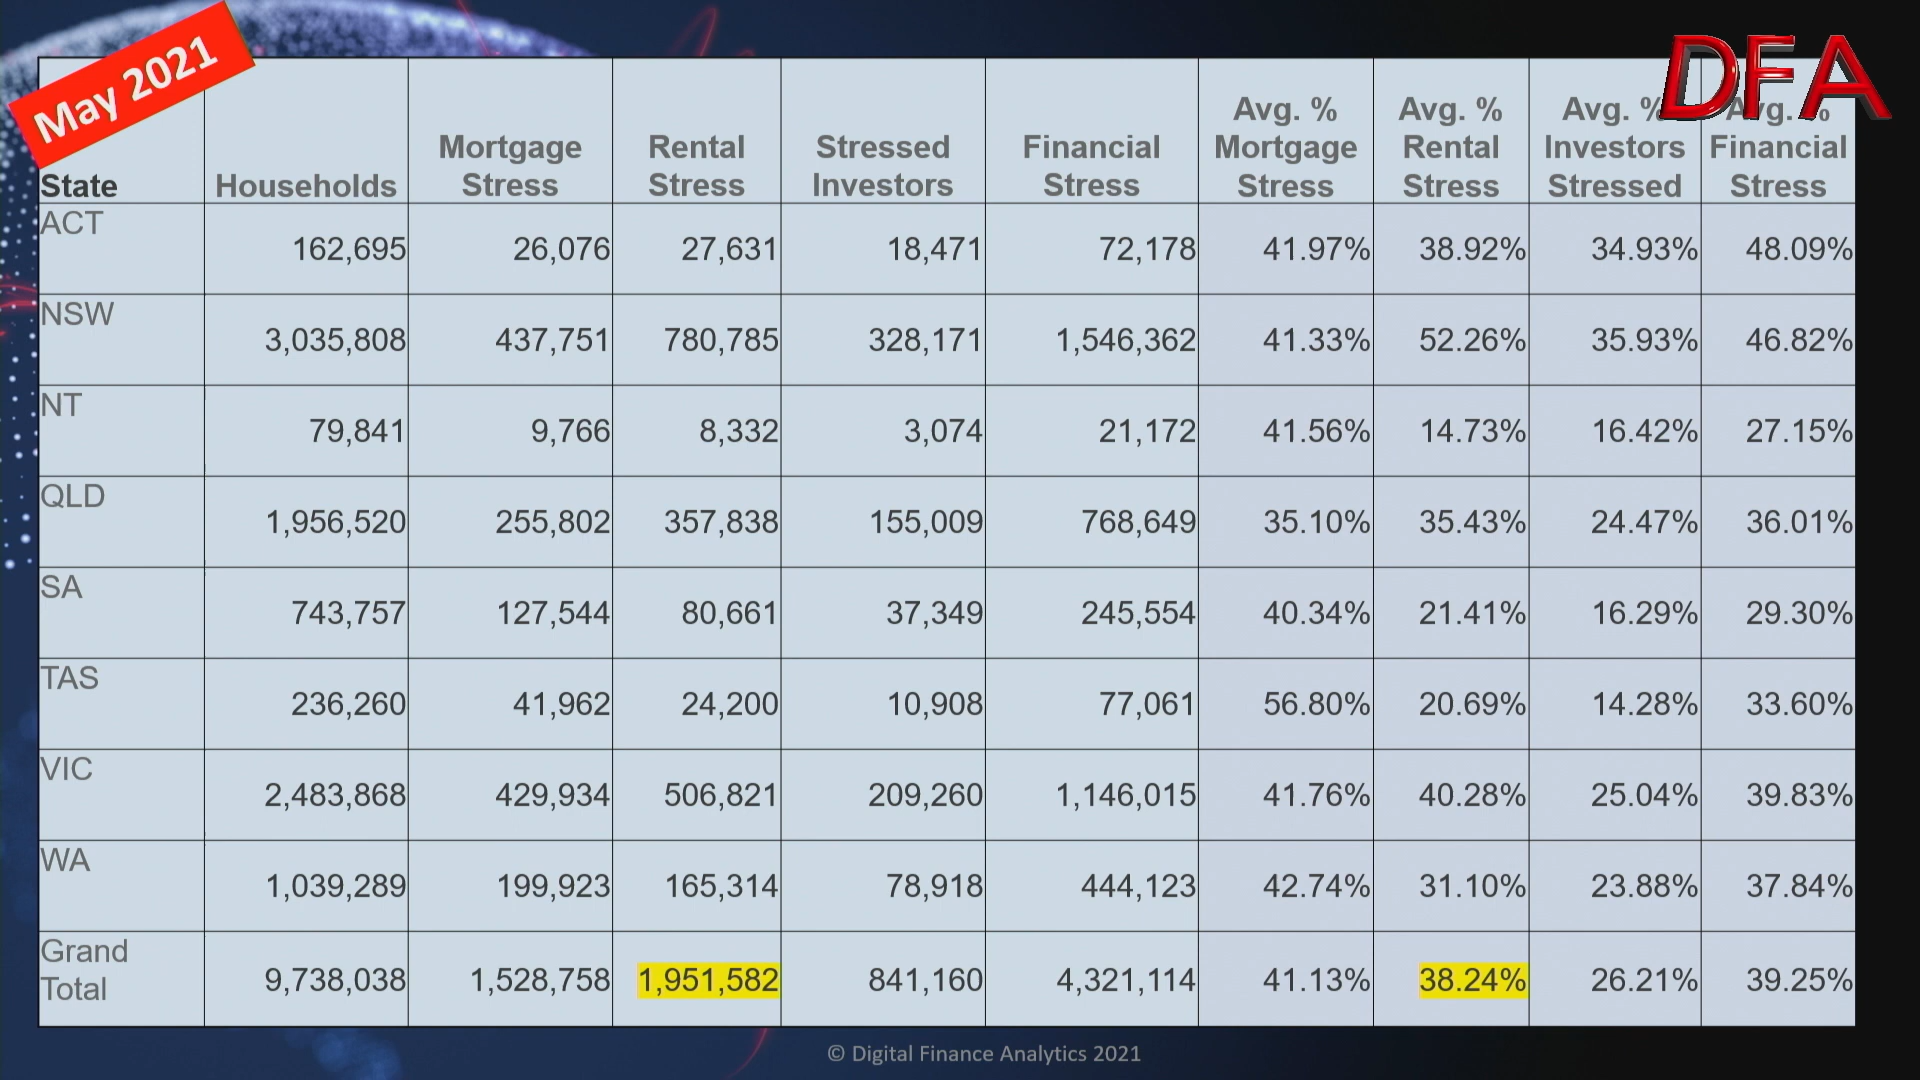 May 2021
DFA
State Households Mortgage Stress Rental Stress Stressed Investors Financial Stress Avg. % Mortgage Stress Avg. % Rental Stress Avg. % Investors Stressed Avg. % Financial Stress
ACT 162,695 26,076 27,631 18,471 72,178 41.97% 38.92% 34.93% 48.09%
NSW 3,035,808 437,751 780,785 328,171 1,546,362 41.33% 52.26% 35.93% 46.82%
NT 79,841 9,766 8,332 3,074 21,172 41.56% 14.73% 16.42% 27.15%
QLD 1,956,520 255,802 357,838 155,009 768,649 35.10% 35.43% 24.47% 36.01%
SA 743,757 127,544 80,661 37,349 245,554 40.34% 21.41% 16.29% 29.30%
TAS 236,260 41,962 24,200 10,908 77,061 56.80% 20.69% 14.28% 33.60%
VIC 2,483,868 429,934 506,821 209,260 1,146,015 41.76% 40.28% 25.04% 39.83%
WA 1,039,289 199,923 165,314 78,918 444,123 42.74% 31.10% 23.88% 37.84%
Grand Total 9,738,038 1,528,758 1,951,582 841,160 4,321,114 41.13% 38.24% 26.21% 39.25%
© Digital Finance Analytics 2021